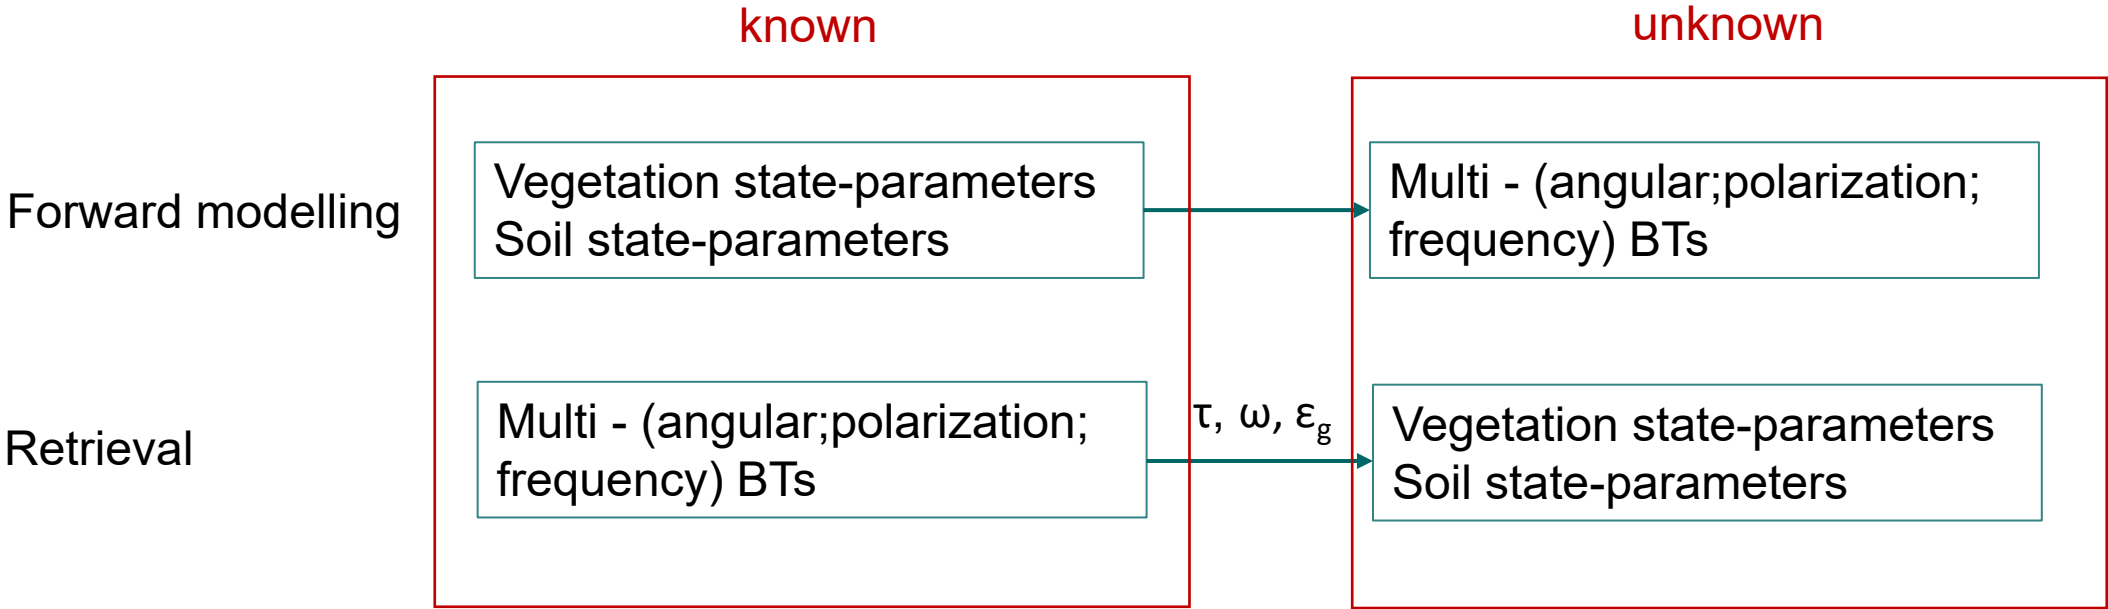 known
unknown
Forward modelling
Vegetation state-parameters
Soil state-parameters
Multi - (angular;polarization;
frequency) BTs
Retrieval
Multi - (angular;polarization;
frequency) BTs
τ, ω, εg
Vegetation state-parameters
Soil state-parameters